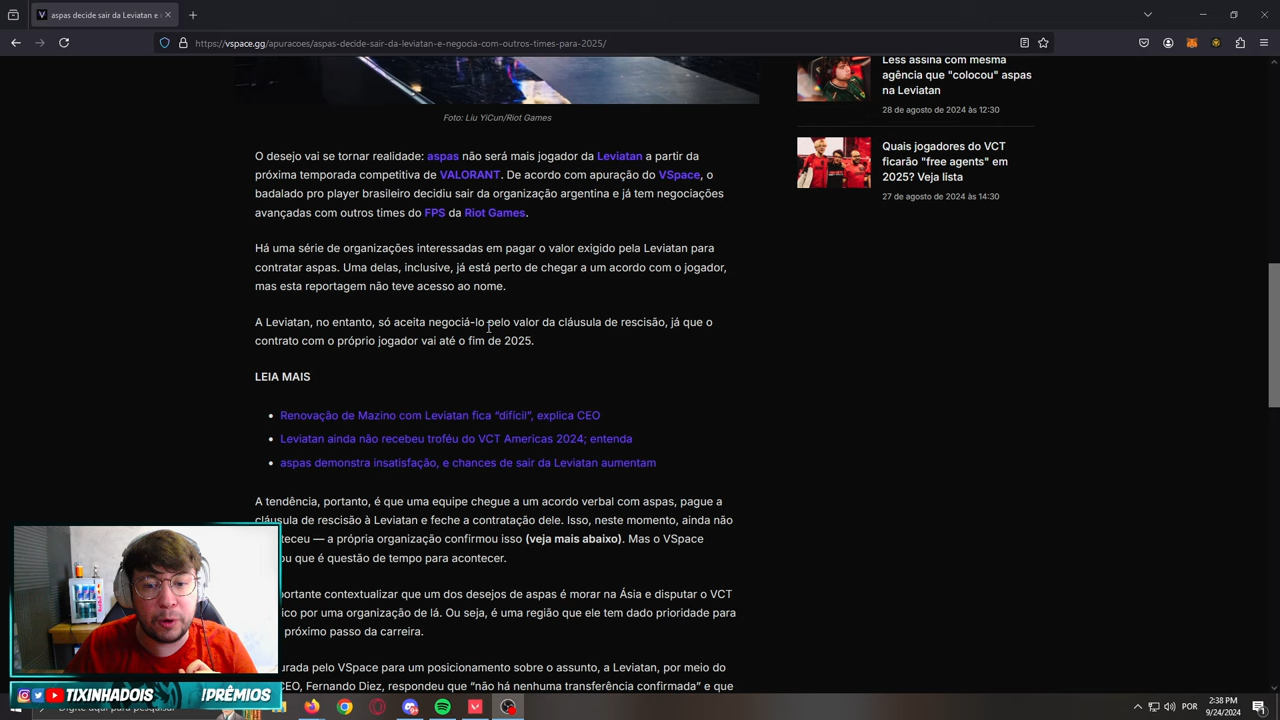 aspas decide sair da Leviatan e
https://vspace.gg/apuracoes/aspas-decide-sair-da-leviatan-e-negocia-com-outros-times-para-2025/
Less assina com mesma
agência que "colocou" aspas
na Leviatan
28 de agosto de 2024 às 12:30
Quais jogadores do VCT
ficarão "free agents" em
2025? Veja lista
27 de agosto de 2024 às 14:30
Foto: Liu YiCun/Riot Games
O desejo vai se tornar realidade: aspas não será mais jogador da Leviatan a partir da
próxima temporada competitiva de VALORANT. De acordo com apuração do VSpace, o
badalado pro player brasileiro decidiu sair da organização argentina e já tem negociações
avançadas com outros times do FPS da Riot Games.
Há uma série de organizações interessadas em pagar o valor exigido pela Leviatan para
contratar aspas. Uma delas, inclusive, já está perto de chegar a um acordo com o jogador,
mas esta reportagem não teve acesso ao nome.
A Leviatan, no entanto, só aceita negociá-lo pelo valor da cláusula de rescisão, já que o
contrato com o próprio jogador vai até o fim de 2025.
LEIA MAIS
• Renovação de Mazino com Leviatan fica “difícil”, explica CEO
• Leviatan ainda não recebeu troféu do VCT Americas 2024; entenda
• aspas demonstra insatisfação, e chances de sair da Leviatan aumentam
A tendência, portanto, é que uma equipe chegue a um acordo verbal com aspas, pague a
cláusula de rescisão à Leviatan e feche a contratação dele. Isso, neste momento, ainda não
teceu — a própria organização confirmou isso (veja mais abaixo). Mas o VSpace
ou que é questão de tempo para acontecer.
portante contextualizar que um dos desejos de aspas é morar na Ásia e disputar o VCT
ico por uma organização de lá. Ou seja, é uma região que ele tem dado prioridade para
próximo passo da carreira.
urada pelo VSpace para um posicionamento sobre o assunto, a Leviatan, por meio do
CEO, Fernando Diez, respondeu que “não há nenhuma transferência confirmada” e que
TIXINHADOIS
!PRÊMIOS
Digite aqui para pesquisar
POR
2:38 PM
9/24/2024